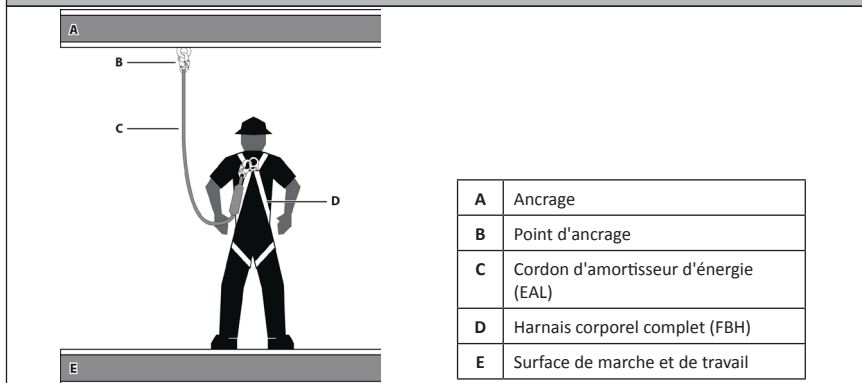 A
B
C
D
E
A Ancrage
B Point d'ancrage
C Cordon d'amortisseur d'énergie
(EAL)
D Harnais corporel complet (FBH)
E Surface de marche et de travail